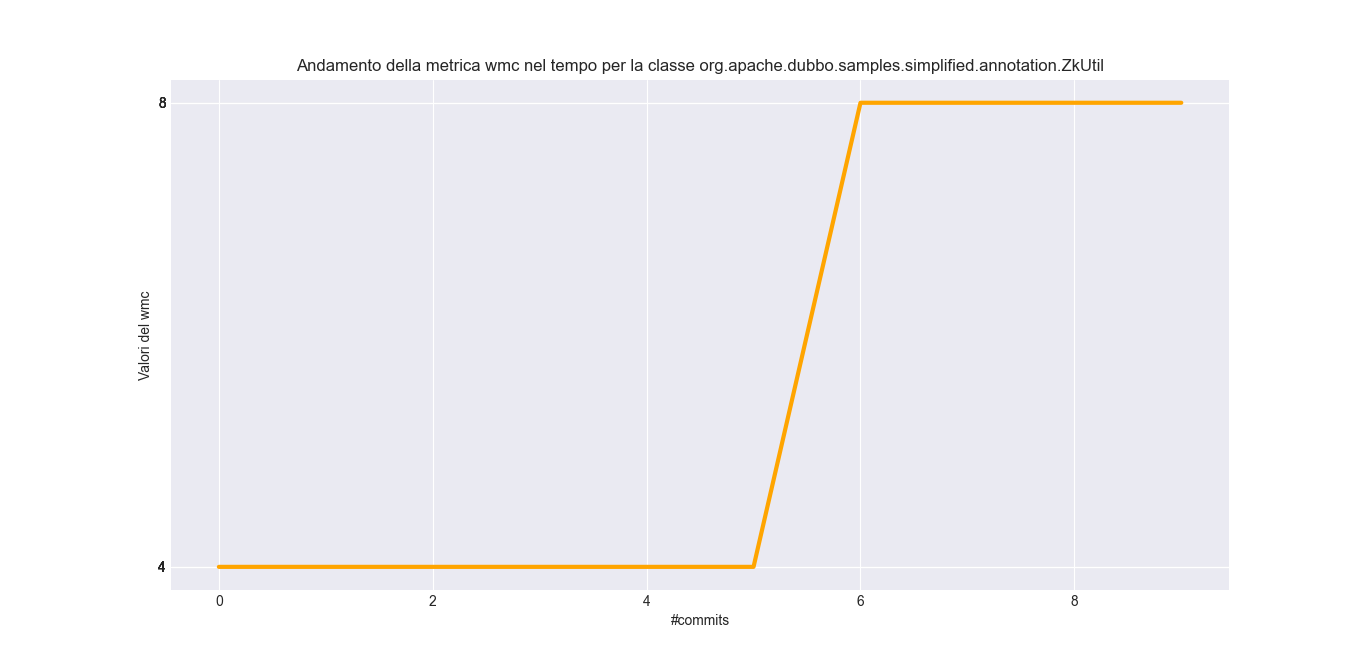 Andamento della metrica wmc nel tempo per la classe org.apache.dubbo.samples.simplified.annotation.ZkUtil
8
Valori del wmc
4
0 2 4 6 8
#commits